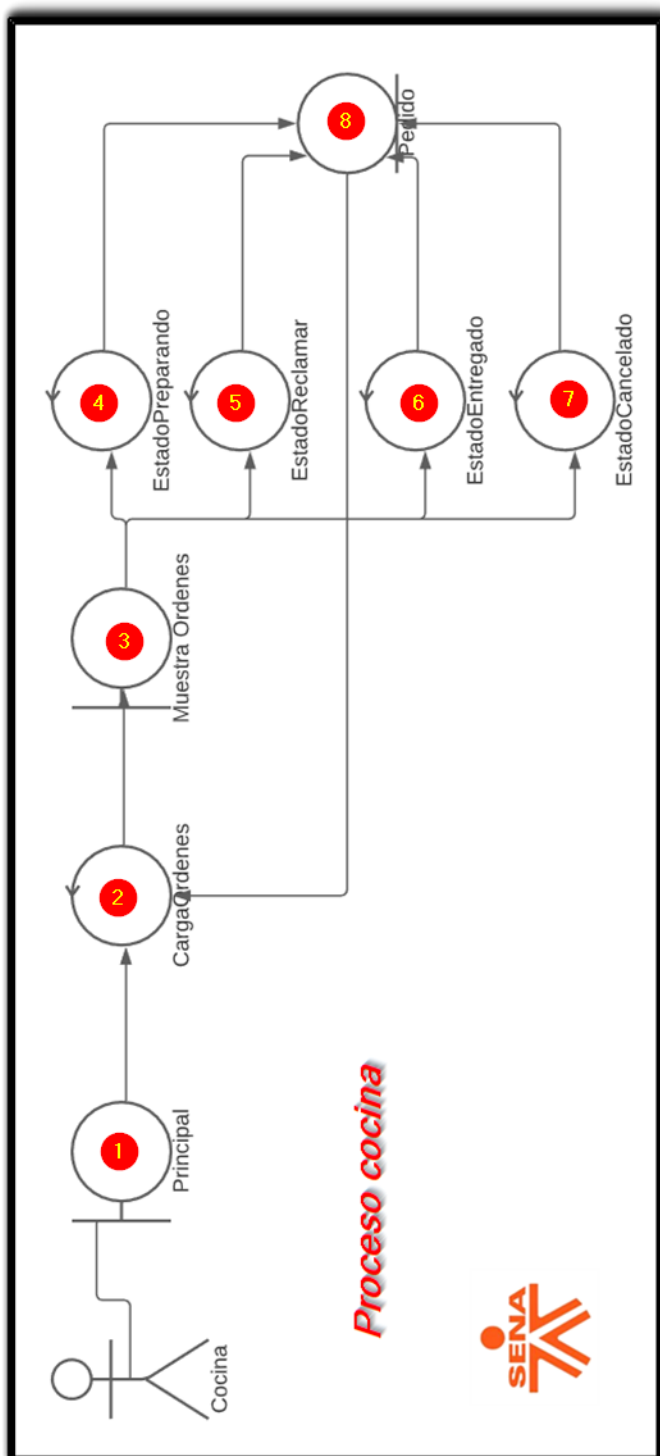 Cocina
1
Principal
2
CargaOrdenes
3
Muestra Ordenes
4
EstadoPreparando
5
EstadoReclamar
6
EstadoEntregado
7
EstadoCancelado
8
Pedido
Proceso cocina
SENA